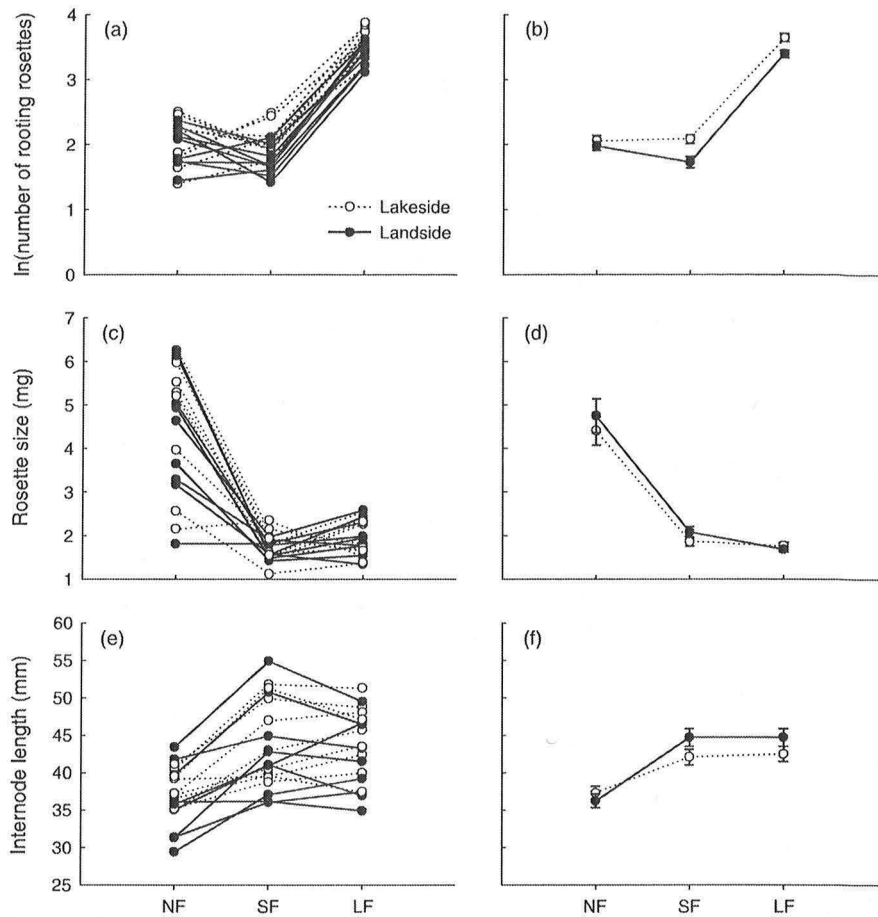 (a)
(b)
ln(number of rooting rosettes)
4
3
2
1
0
Lakeside
Landside
(c)
(d)
Rosette size (mg)
7
6
5
4
3
2
1
(e)
(f)
Internode length (mm)
60
55
50
45
40
35
30
25
NF SF LF
NF SF LF